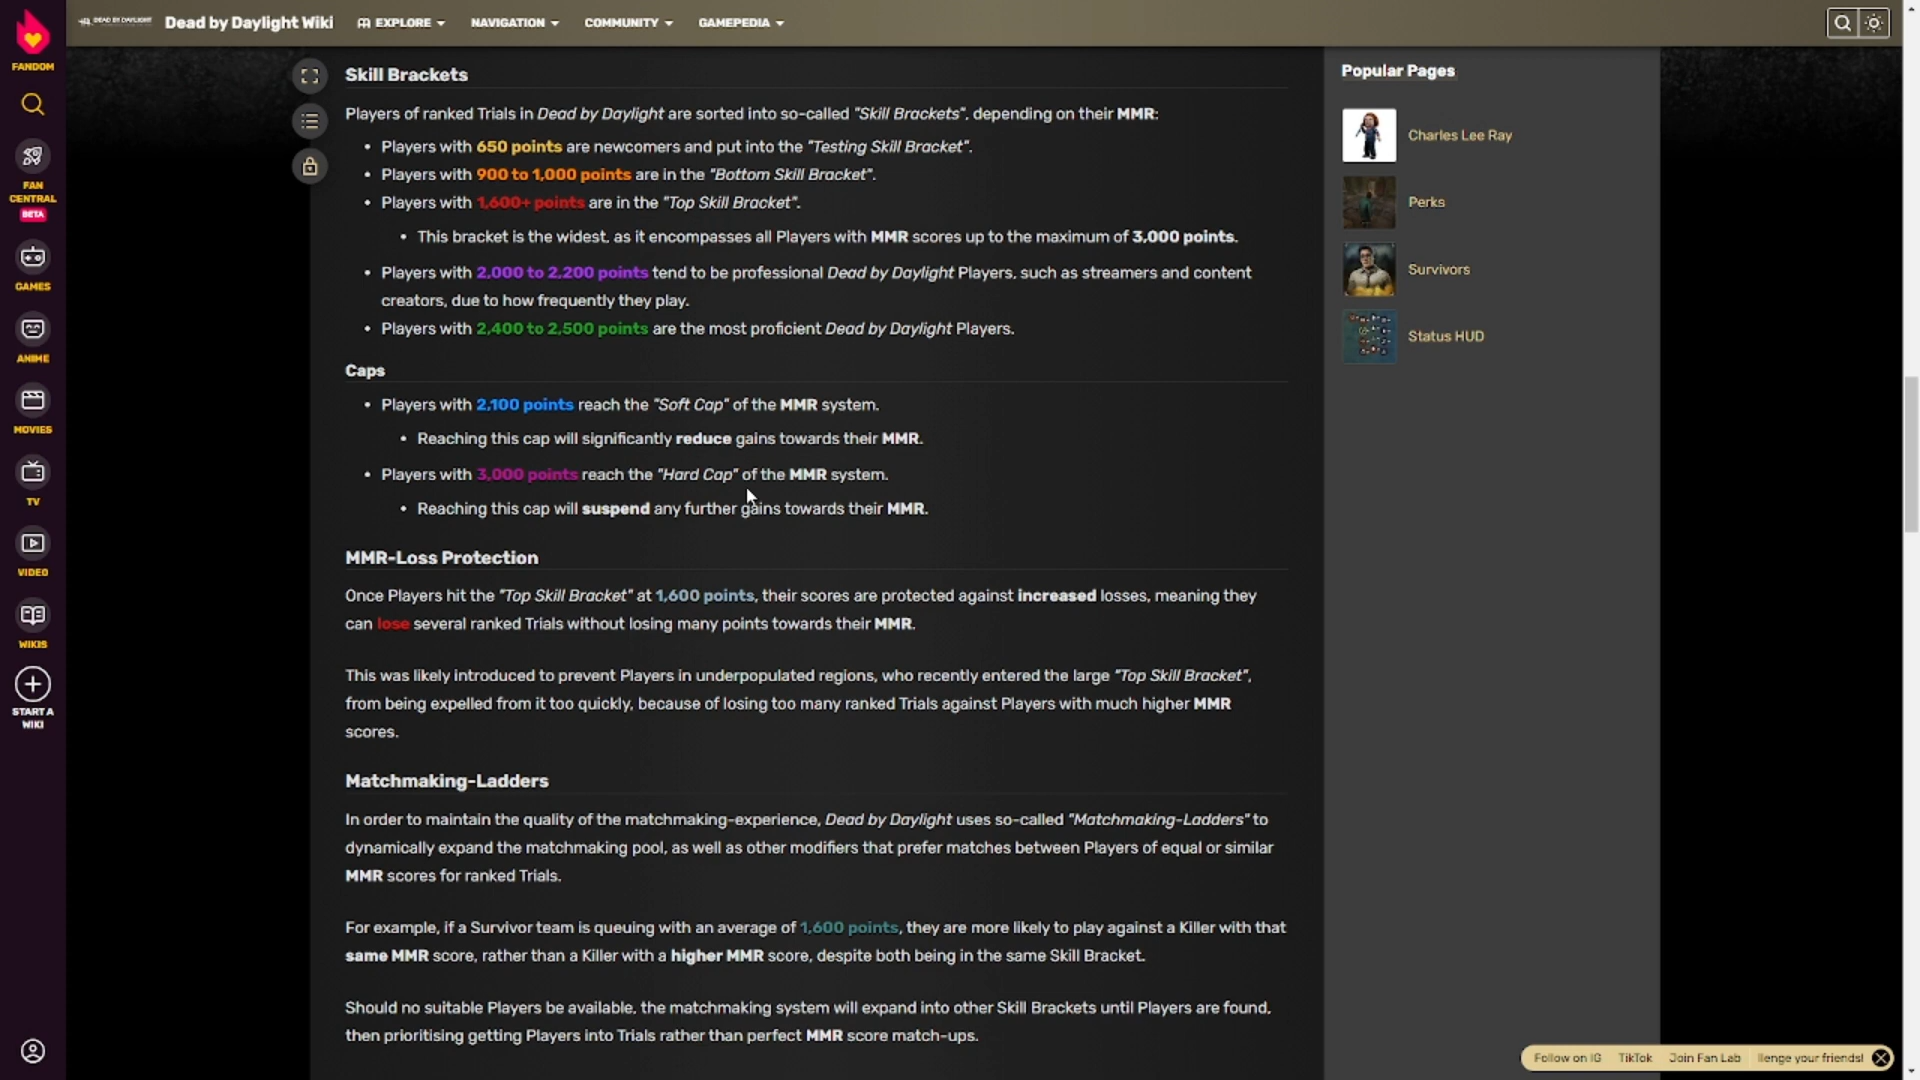 DEAD BY DAYLIGHT
Dead by Daylight Wiki
EXPLORE
NAVIGATION
COMMUNITY
GAMEPEDIA
FANDOM
FAN
CENTRAL
BETA
GAMES
ANIME
MOVIES
TV
VIDEO
WIKIS
START A
WIKI
Skill Brackets
Players of ranked Trials in Dead by Daylight are sorted into so-called "Skill Brackets", depending on their MMR:
• Players with 650 points are newcomers and put into the "Testing Skill Bracket".
• Players with 900 to 1,000 points are in the "Bottom Skill Bracket".
• Players with 1,600+ points are in the "Top Skill Bracket".
• This bracket is the widest, as it encompasses all Players with MMR scores up to the maximum of 3,000 points.
• Players with 2,000 to 2,200 points tend to be professional Dead by Daylight Players, such as streamers and content
creators, due to how frequently they play.
• Players with 2,400 to 2,500 points are the most proficient Dead by Daylight Players.
Caps
• Players with 2,100 points reach the "Soft Cap" of the MMR system.
• Reaching this cap will significantly reduce gains towards their MMR.
• Players with 3,000 points reach the "Hard Cap" of the MMR system.
• Reaching this cap will suspend any further gains towards their MMR.
MMR-Loss Protection
Once Players hit the "Top Skill Bracket" at 1,600 points, their scores are protected against increased losses, meaning they
can lose several ranked Trials without losing many points towards their MMR.
This was likely introduced to prevent Players in underpopulated regions, who recently entered the large "Top Skill Bracket",
from being expelled from it too quickly, because of losing too many ranked Trials against Players with much higher MMR
scores.
Matchmaking-Ladders
In order to maintain the quality of the matchmaking-experience, Dead by Daylight uses so-called "Matchmaking-Ladders" to
dynamically expand the matchmaking pool, as well as other modifiers that prefer matches between Players of equal or similar
MMR scores for ranked Trials.
For example, if a Survivor team is queuing with an average of 1,600 points, they are more likely to play against a Killer with that
same MMR score, rather than a Killer with a higher MMR score, despite both being in the same Skill Bracket.
Should no suitable Players be available, the matchmaking system will expand into other Skill Brackets until Players are found,
then prioritising getting Players into Trials rather than perfect MMR score match-ups.
Popular Pages
Charles Lee Ray
Perks
Survivors
Status HUD
Follow on IG
TikTok
Join Fan Lab
llenge your friends!